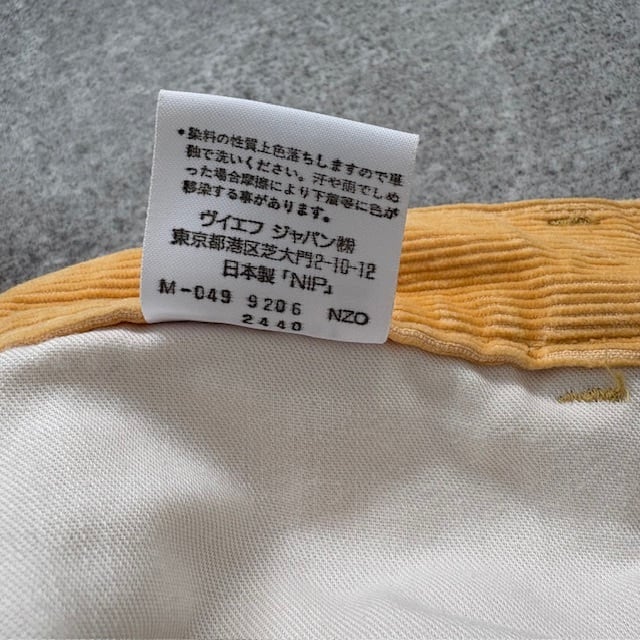 •染料の性質上色落ちしますので単
独で洗いください。汗や雨でしめ
った場合摩擦により下着等に色が
移染する事があります。
ヴイエフ ジャパン㈱
東京都港区芝大門2-10-12
日本製「NIP」
M-049 9206 NZO
2440